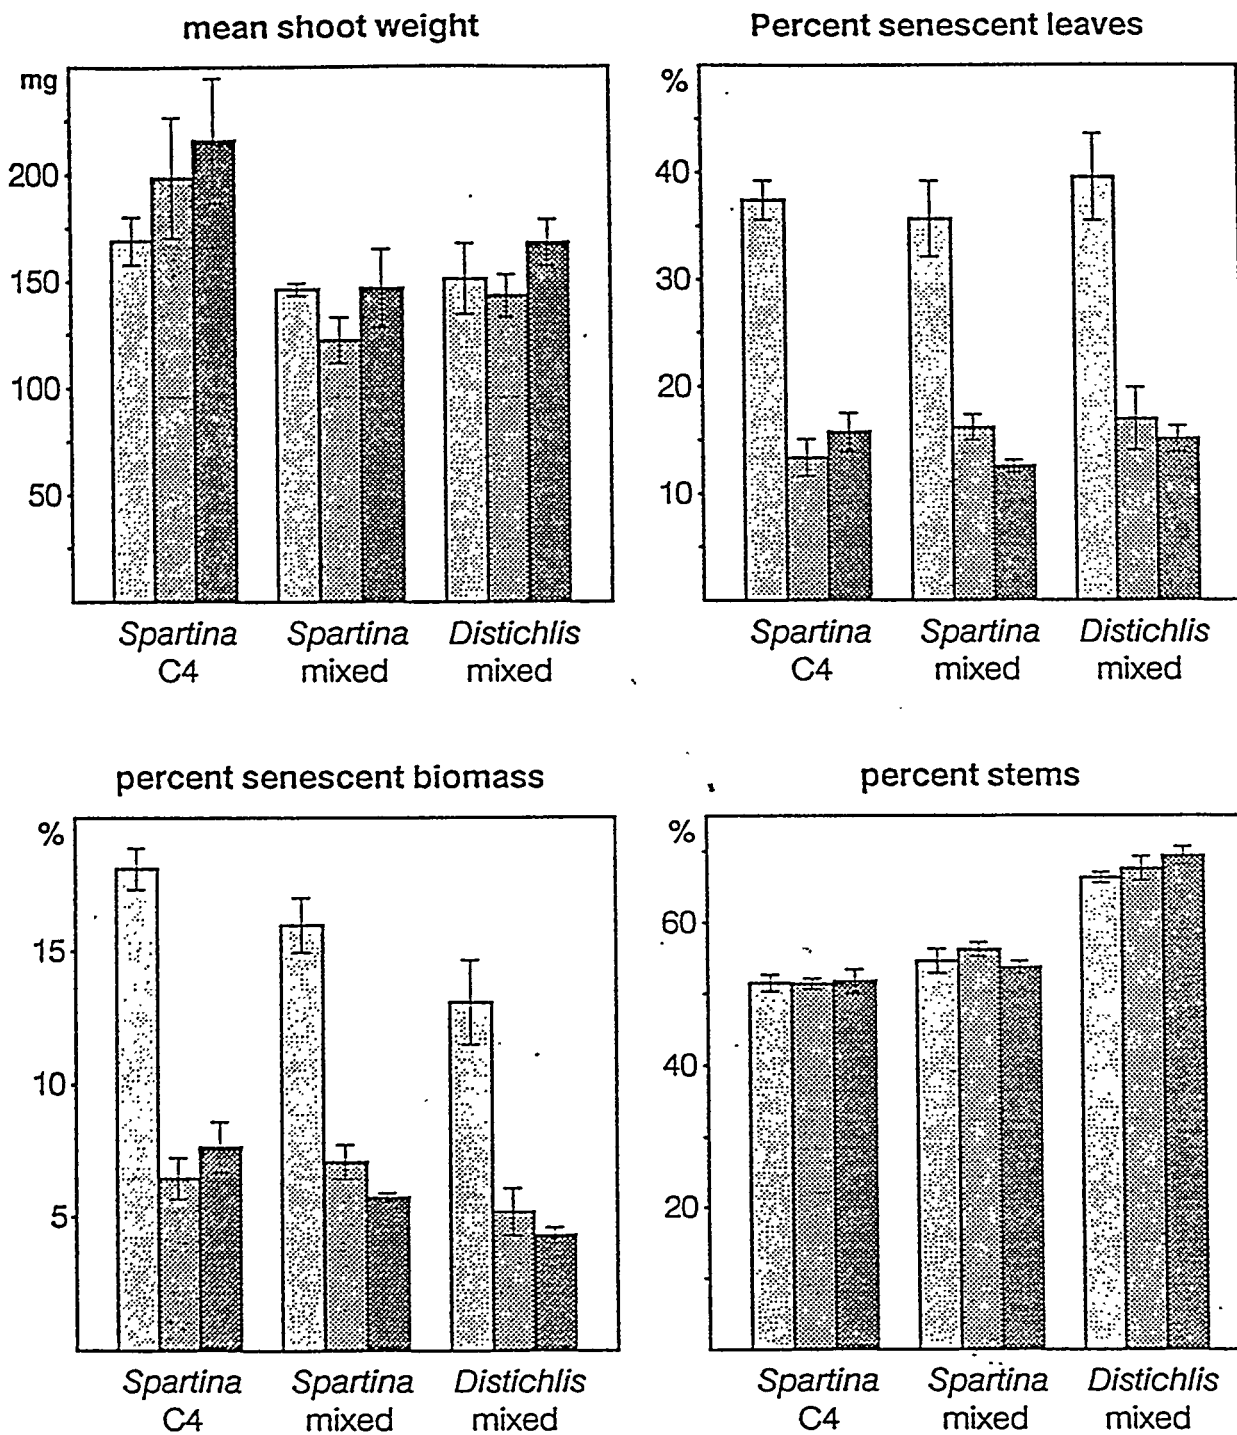 mean shoot weight
mg
200
150
100
50
Spartina
C4
Spartina
mixed
Distichlis
mixed
Percent senescent leaves
%
40
30
20
10
Spartina
C4
Spartina
mixed
Distichlis
mixed
percent senescent biomass
%
15
10
5
Spartina
C4
Spartina
mixed
Distichlis
mixed
percent stems
%
60
40
20
Spartina
C4
Spartina
mixed
Distichlis
mixed